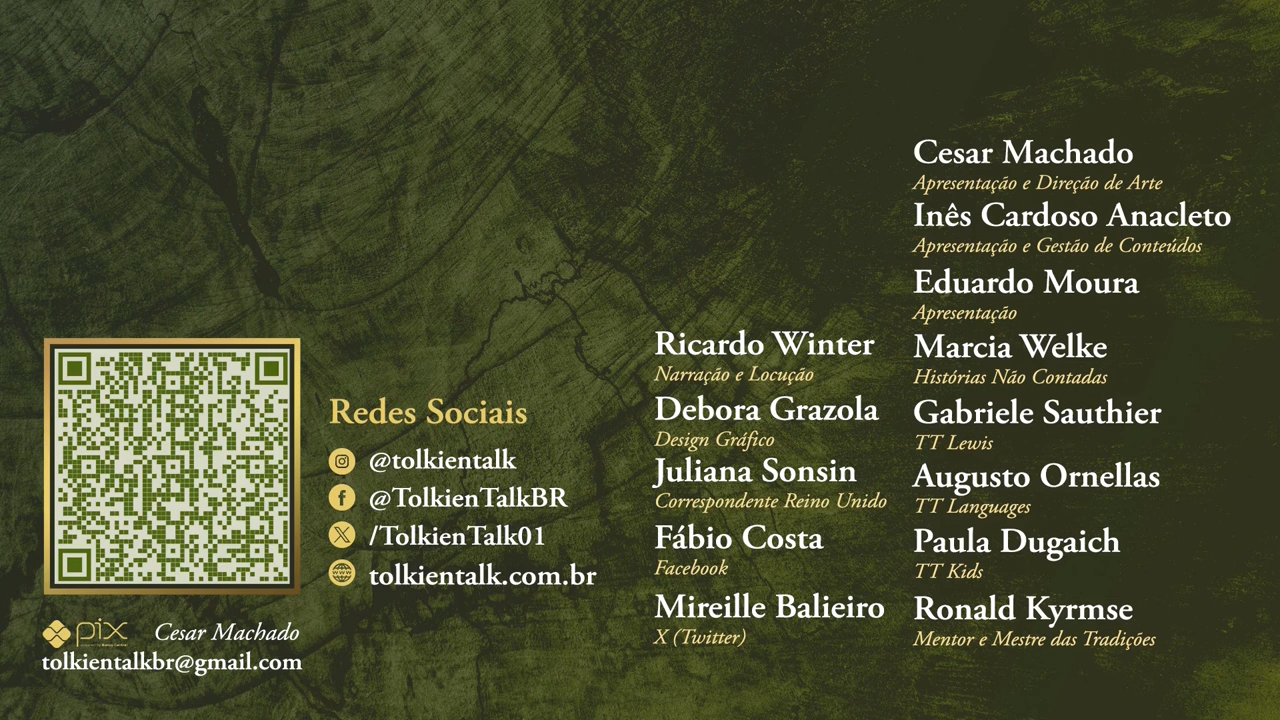 Cesar Machado
Apresentação e Direção de Arte
Inês Cardoso Anacleto
Apresentação e Gestão de Conteúdos
Eduardo Moura
Apresentação
Marcia Welke
Histórias Não Contadas
Gabriele Sauthier
TT Lewis
Augusto Ornellas
TT Languages
Paula Dugaich
TT Kids
Ronald Kyrmse
Mentor e Mestre das Tradições
Ricardo Winter
Narração e Locução
Debora Grazola
Design Gráfico
Juliana Sonsin
Correspondente Reino Unido
Fábio Costa
Facebook
Mireille Balieiro
X (Twitter)
Redes Sociais
@tolkientalk
@TolkienTalkBR
/TolkienTalk01
tolkientalk.com.br
pix Cesar Machado
tolkientalkbr@gmail.com